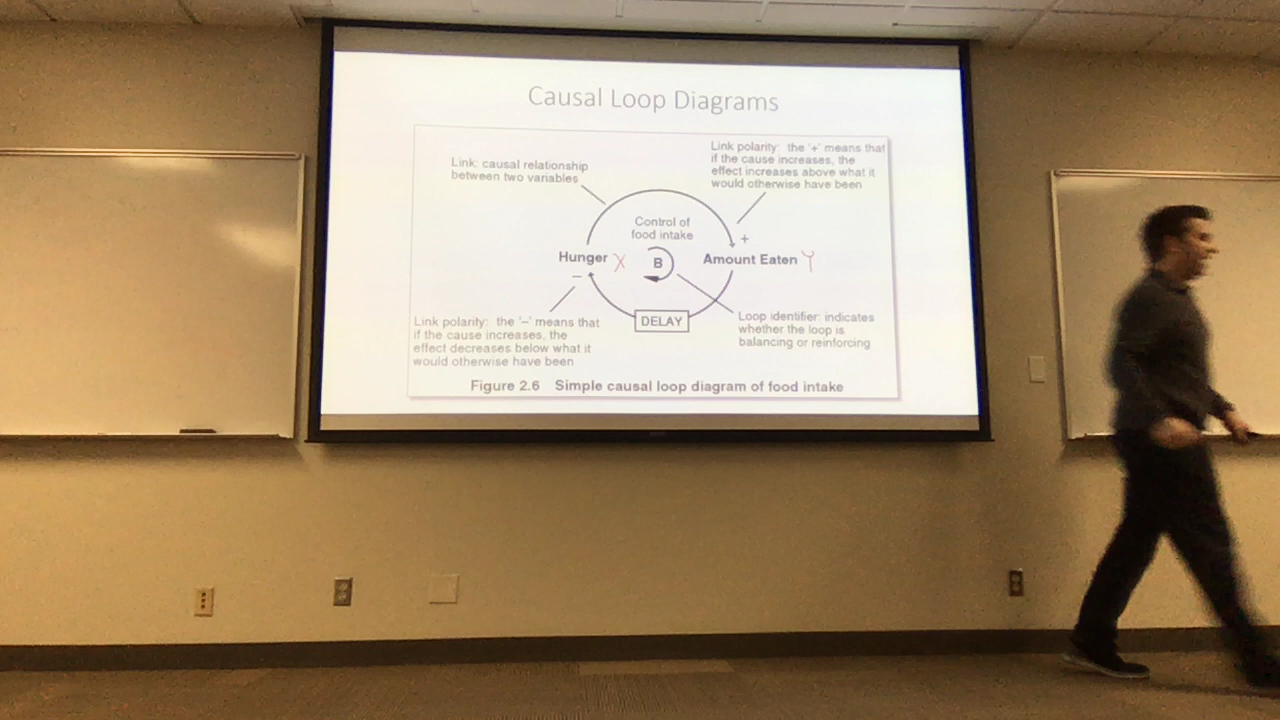 Causal Loop Diagrams
Link: causal relationship
between two variables
Link polarity: the '+' means that
if the cause increases, the
effect increases above what it
would otherwise have been
Control of
food intake
+
Hunger X
B
Amount Eaten Y
–
DELAY
Link polarity: the '–' means that
if the cause increases, the
effect decreases below what it
would otherwise have been
Loop identifier: indicates
whether the loop is
balancing or reinforcing
Figure 2.6 Simple causal loop diagram of food intake